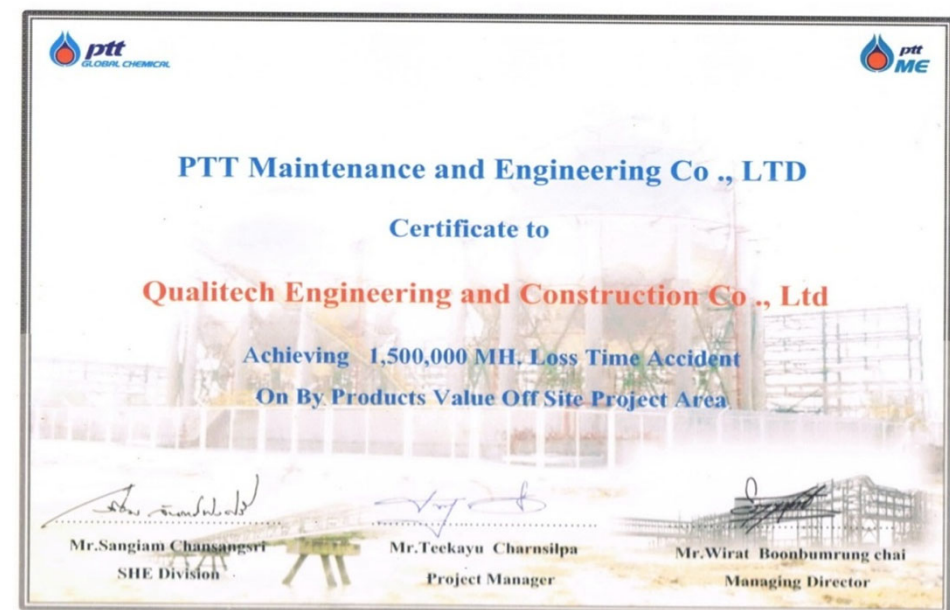 ptt
GLOBAL CHEMICAL
ptt
ME
PTT Maintenance and Engineering Co ., LTD
Certificate to
Qualitech Engineering and Construction Co ., Ltd
Achieving 1,500,000 MH. Loss Time Accident
On By Products Value Off Site Project Area
Mr.Sangiam Chansangsri
SHE Division
Mr.Teekayu Charnsilpa
Project Manager
Mr.Wirat Boonbumrung chai
Managing Director